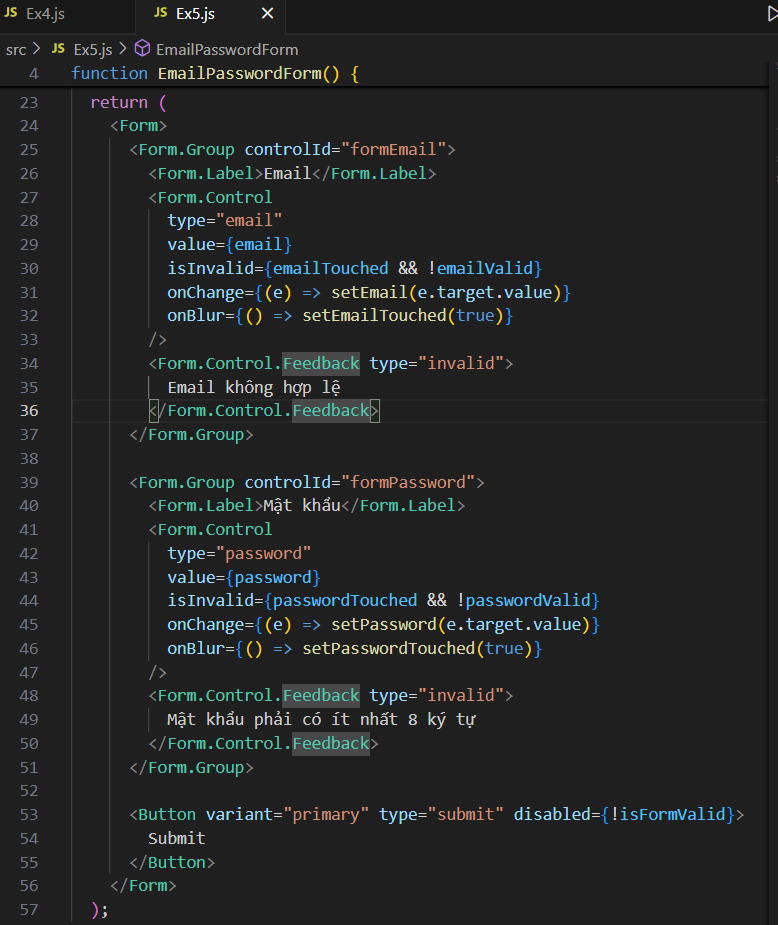 JS Ex4.js JS Ex5.js ×
src > JS Ex5.js > EmailPasswordForm
4 function EmailPasswordForm() {
23   return (
24     <Form>
25       <Form.Group controlId="formEmail">
26         <Form.Label>Email</Form.Label>
27         <Form.Control
28           type="email"
29           value={email}
30           isInvalid={emailTouched && !emailValid}
31           onChange={(e) => setEmail(e.target.value)}
32           onBlur={() => setEmailTouched(true)}
33         />
34         <Form.Control.Feedback type="invalid">
35           Email không hợp lệ
36         </Form.Control.Feedback>
37       </Form.Group>
38
39       <Form.Group controlId="formPassword">
40         <Form.Label>Mật khẩu</Form.Label>
41         <Form.Control
42           type="password"
43           value={password}
44           isInvalid={passwordTouched && !passwordValid}
45           onChange={(e) => setPassword(e.target.value)}
46           onBlur={() => setPasswordTouched(true)}
47         />
48         <Form.Control.Feedback type="invalid">
49           Mật khẩu phải có ít nhất 8 ký tự
50         </Form.Control.Feedback>
51       </Form.Group>
52
53       <Button variant="primary" type="submit" disabled={!isFormValid}>
54         Submit
55       </Button>
56     </Form>
57   );